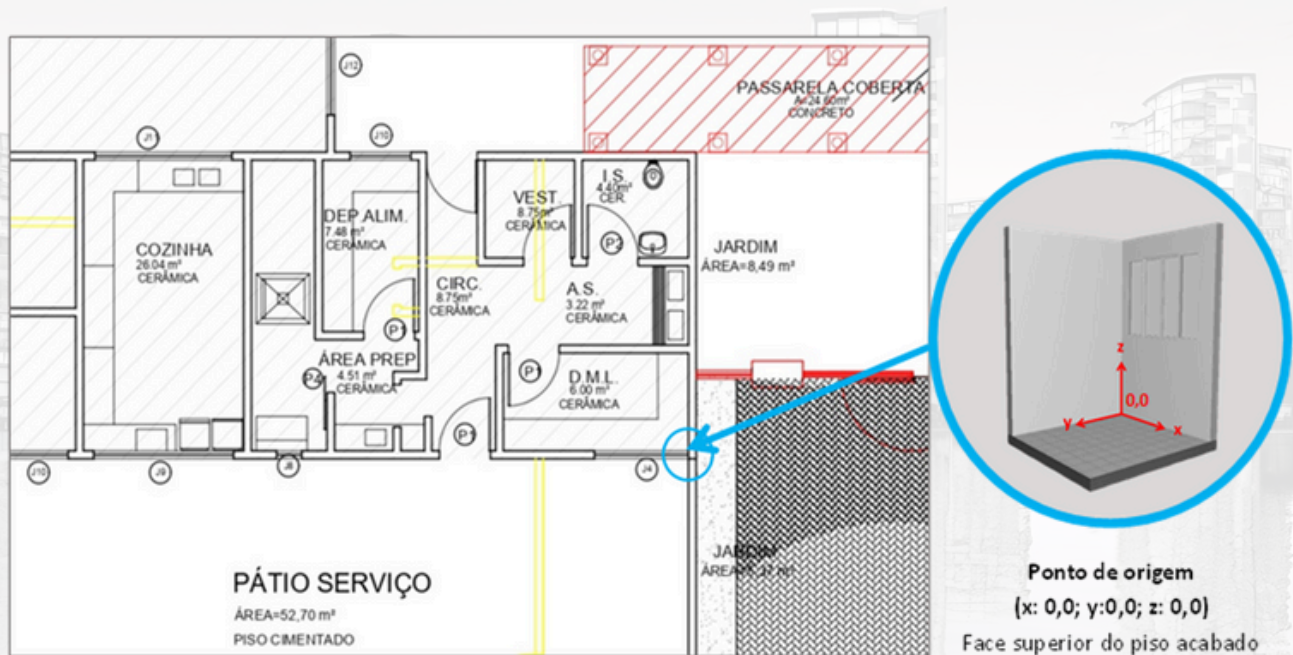 J12
PASSARELA COBERTA
A=24.60m²
CONCRETO
J11
J10
COZINHA
26.04 m²
CERÂMICA
DEP.ALIM.
7.48 m²
CERÂMICA
VEST.
8.75m²
CERÂMICA
I.S.
4.40m²
CER.
P2
JARDIM
ÁREA=8,49 m²
CIRC.
8.75m²
CERÂMICA
A.S.
3.22 m²
CERÂMICA
P1
ÁREA PREP
4.51 m²
CERÂMICA
P4
P1
D.M.L.
6.00 m²
CERÂMICA
P1
J10
J9
J4
z
0,0
y
x
PÁTIO SERVIÇO
ÁREA=52,70 m²
PISO CIMENTADO
JARDIM
Ponto de origem
(x: 0,0; y:0,0; z: 0,0)
Face superior do piso acabado